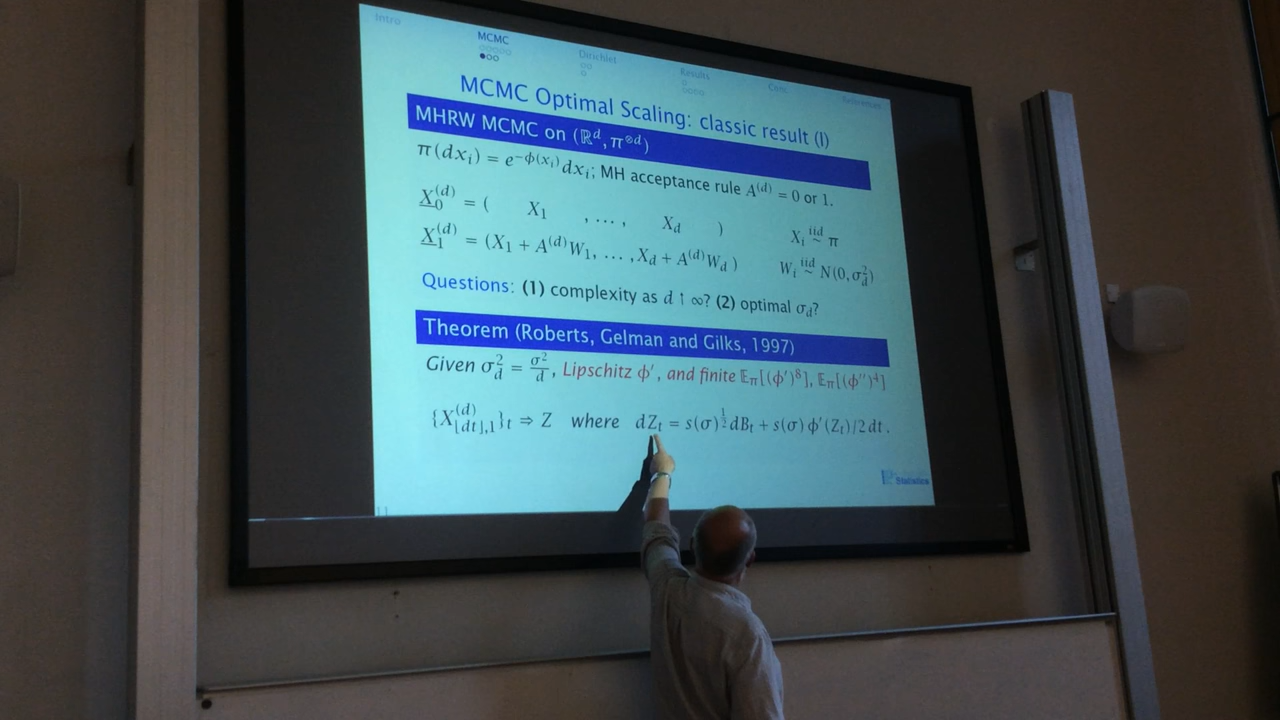 Intro
MCMC
Dirichlet
Results
Conc
References
MCMC Optimal Scaling: classic result (I)
MHRW MCMC on (ℝ^d, π^{⊗d})
π(dx_i) = e^{−ϕ(x_i)} dx_i; MH acceptance rule A^{(d)} = 0 or 1.
X_0^{(d)} = ( X_1 , … , X_d ) X_i iid ∼ π
X_1^{(d)} = (X_1 + A^{(d)}W_1, … , X_d + A^{(d)}W_d ) W_i iid ∼ N(0, σ_d^2)
Questions: (1) complexity as d ↑ ∞? (2) optimal σ_d?
Theorem (Roberts, Gelman and Gilks, 1997)
Given σ_d^2 = σ^2/d, Lipschitz ϕ′, and finite 𝔼_π[(ϕ′)^8], 𝔼_π[(ϕ″)^4]
{X_{⌊dt⌋,1}^{(d)}}_t ⇒ Z where dZ_t = s(σ)^{1/2} dB_t + s(σ) ϕ′(Z_t)/2 dt .
Statistics
11